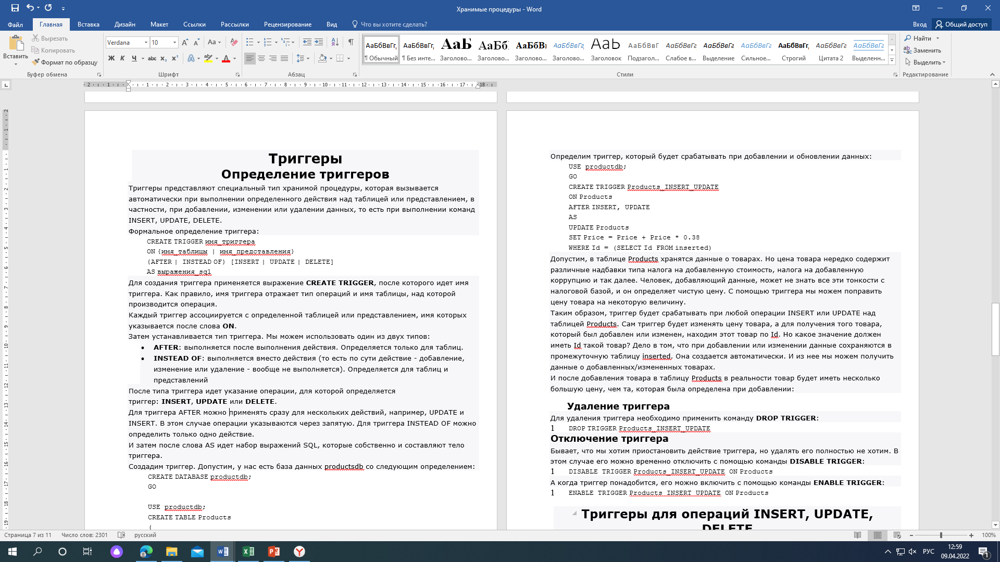 Хранимые процедуры - Word
Файл Главная Вставка Дизайн Макет Ссылки Рассылки Рецензирование Вид Что вы хотите сделать? Вход Общий доступ
Вставить
Вырезать
Копировать
Формат по образцу
Буфер обмена
Verdana 10
Ж К Ч abc x₂ x²
Шрифт
Абзац
АаБбВвГг, АаБбВвГг, АаБ АаБб АаБбВ АаБбВвГг АаБ АаБбВвГ АаБбВвГг АаБбВвГг АаБбВвГг АаБбВвГг, АаБбВвГг АаБбВвГг
¶ Обычный ¶ Без инте... Заголово... Заголово... Заголово... Заголово... Заголовок Подзагол... Слабое в... Выделение Сильное... Строгий Цитата 2 Выделенн...
Стили
Найти
Заменить
Выделить
Редактирование
2 1 1 2 3 4 5 6 7 8 9 10 11 12 13 14 15 16 17 18
Триггеры
Определение триггеров
Триггеры представляют специальный тип хранимой процедуры, которая вызывается
автоматически при выполнении определенного действия над таблицей или представлением, в
частности, при добавлении, изменении или удалении данных, то есть при выполнении команд
INSERT, UPDATE, DELETE.
Формальное определение триггера:
CREATE TRIGGER имя_триггера
ON {имя_таблицы | имя_представления}
{AFTER | INSTEAD OF} [INSERT | UPDATE | DELETE]
AS выражения_sql
Для создания триггера применяется выражение CREATE TRIGGER, после которого идет имя
триггера. Как правило, имя триггера отражает тип операций и имя таблицы, над которой
производится операция.
Каждый триггер ассоциируется с определенной таблицей или представлением, имя которых
указывается после слова ON.
Затем устанавливается тип триггера. Мы можем использовать один из двух типов:
• AFTER: выполняется после выполнения действия. Определяется только для таблиц.
• INSTEAD OF: выполняется вместо действия (то есть по сути действие - добавление,
изменение или удаление - вообще не выполняется). Определяется для таблиц и
представлений
После типа триггера идет указание операции, для которой определяется
триггер: INSERT, UPDATE или DELETE.
Для триггера AFTER можно применять сразу для нескольких действий, например, UPDATE и
INSERT. В этом случае операции указываются через запятую. Для триггера INSTEAD OF можно
определить только одно действие.
И затем после слова AS идет набор выражений SQL, которые собственно и составляют тело
триггера.
Создадим триггер. Допустим, у нас есть база данных productsdb со следующим определением:
CREATE DATABASE productdb;
GO
USE productdb;
CREATE TABLE Products
(
Определим триггер, который будет срабатывать при добавлении и обновлении данных:
USE productdb;
GO
CREATE TRIGGER Products_INSERT_UPDATE
ON Products
AFTER INSERT, UPDATE
AS
UPDATE Products
SET Price = Price + Price * 0.38
WHERE Id = (SELECT Id FROM inserted)
Допустим, в таблице Products хранятся данные о товарах. Но цена товара нередко содержит
различные надбавки типа налога на добавленную стоимость, налога на добавленную
коррупцию и так далее. Человек, добавляющий данные, может не знать все эти тонкости с
налоговой базой, и он определяет чистую цену. С помощью триггера мы можем поправить
цену товара на некоторую величину.
Таким образом, триггер будет срабатывать при любой операции INSERT или UPDATE над
таблицей Products. Сам триггер будет изменять цену товара, а для получения того товара,
который был добавлен или изменен, находим этот товар по Id. Но какое значение должен
иметь Id такой товар? Дело в том, что при добавлении или изменении данные сохраняются в
промежуточную таблицу inserted. Она создается автоматически. И из нее мы можем получить
данные о добавленных/измененных товарах.
И после добавления товара в таблицу Products в реальности товар будет иметь несколько
большую цену, чем та, которая была определена при добавлении:
Удаление триггера
Для удаления триггера необходимо применить команду DROP TRIGGER:
1 DROP TRIGGER Products_INSERT_UPDATE
Отключение триггера
Бывает, что мы хотим приостановить действие триггера, но удалять его полностью не хотим. В
этом случае его можно временно отключить с помощью команды DISABLE TRIGGER:
1 DISABLE TRIGGER Products_INSERT_UPDATE ON Products
А когда триггер понадобится, его можно включить с помощью команды ENABLE TRIGGER:
1 ENABLE TRIGGER Products_INSERT_UPDATE ON Products
Триггеры для операций INSERT, UPDATE,
DELETE
Страница 7 из 11 Число слов: 2301 русский 100%
РУС 12:59
09.04.2022 1